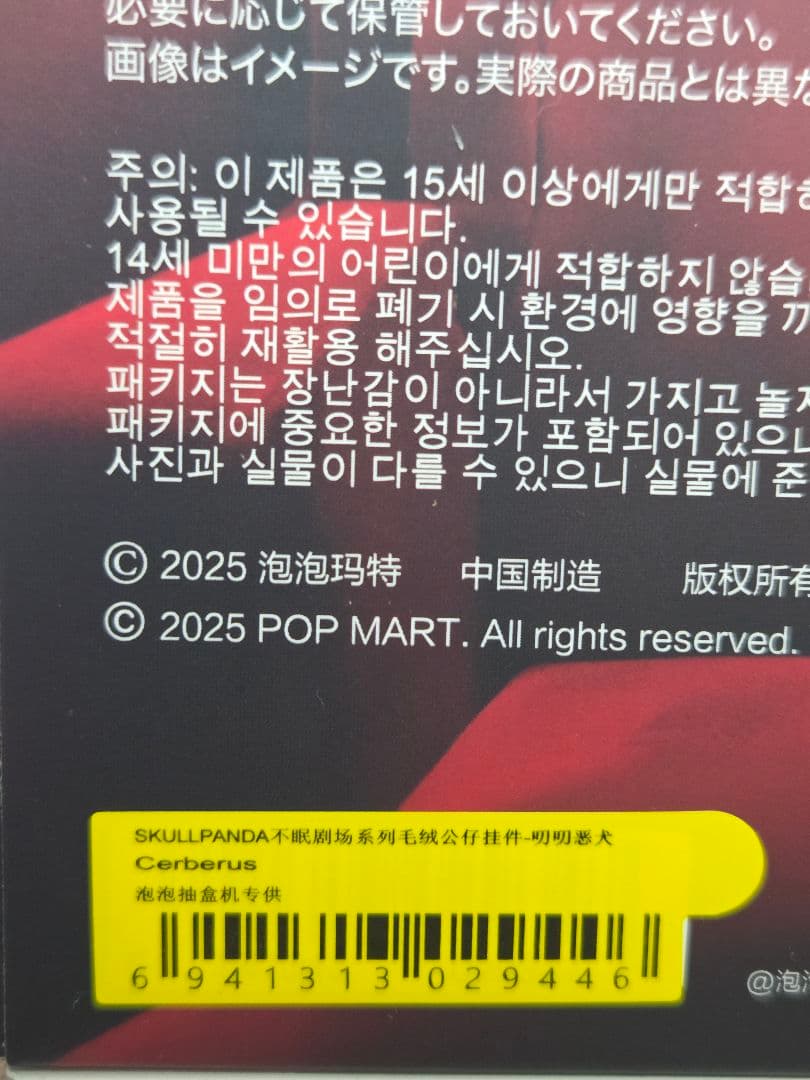 必要に応じて保管しておいてください。
画像はイメージです。実際の商品とは異な
주의: 이 제품은 15세 이상에게만 적합하
사용될 수 있습니다.
14세 미만의 어린이에게 적합하지 않습
제품을 임의로 폐기 시 환경에 영향을 끼
적절히 재활용 해주십시오.
패키지는 장난감이 아니라서 가지고 놀지
패키지에 중요한 정보가 포함되어 있으니
사진과 실물이 다를 수 있으니 실물에 준
© 2025 泡泡玛特 中国制造 版权所有
© 2025 POP MART. All rights reserved.
SKULLPANDA不眠剧场系列毛绒公仔挂件-叨叨恶犬
Cerberus
泡泡抽盒机专供
6 941313 029446
@泡泡